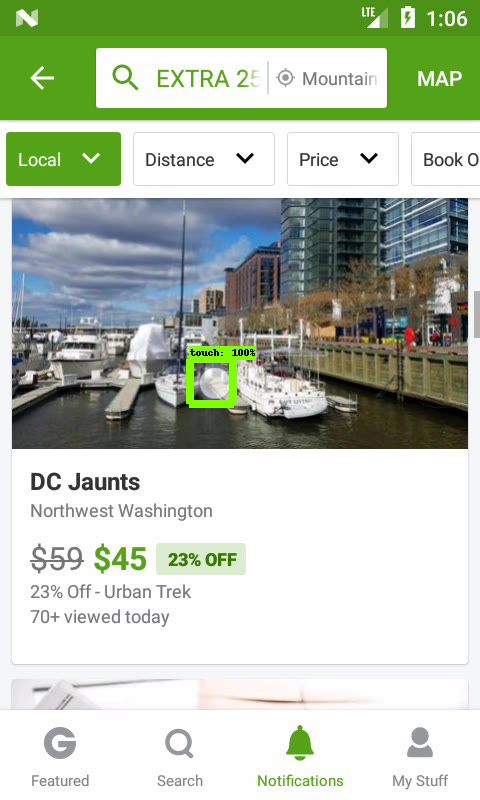 LTE 1:06
EXTRA 25 Mountain MAP
Local Distance Price Book O
touch: 100%
DC Jaunts
Northwest Washington
$59 $45 23% OFF
23% Off - Urban Trek
70+ viewed today
Featured Search Notifications My Stuff